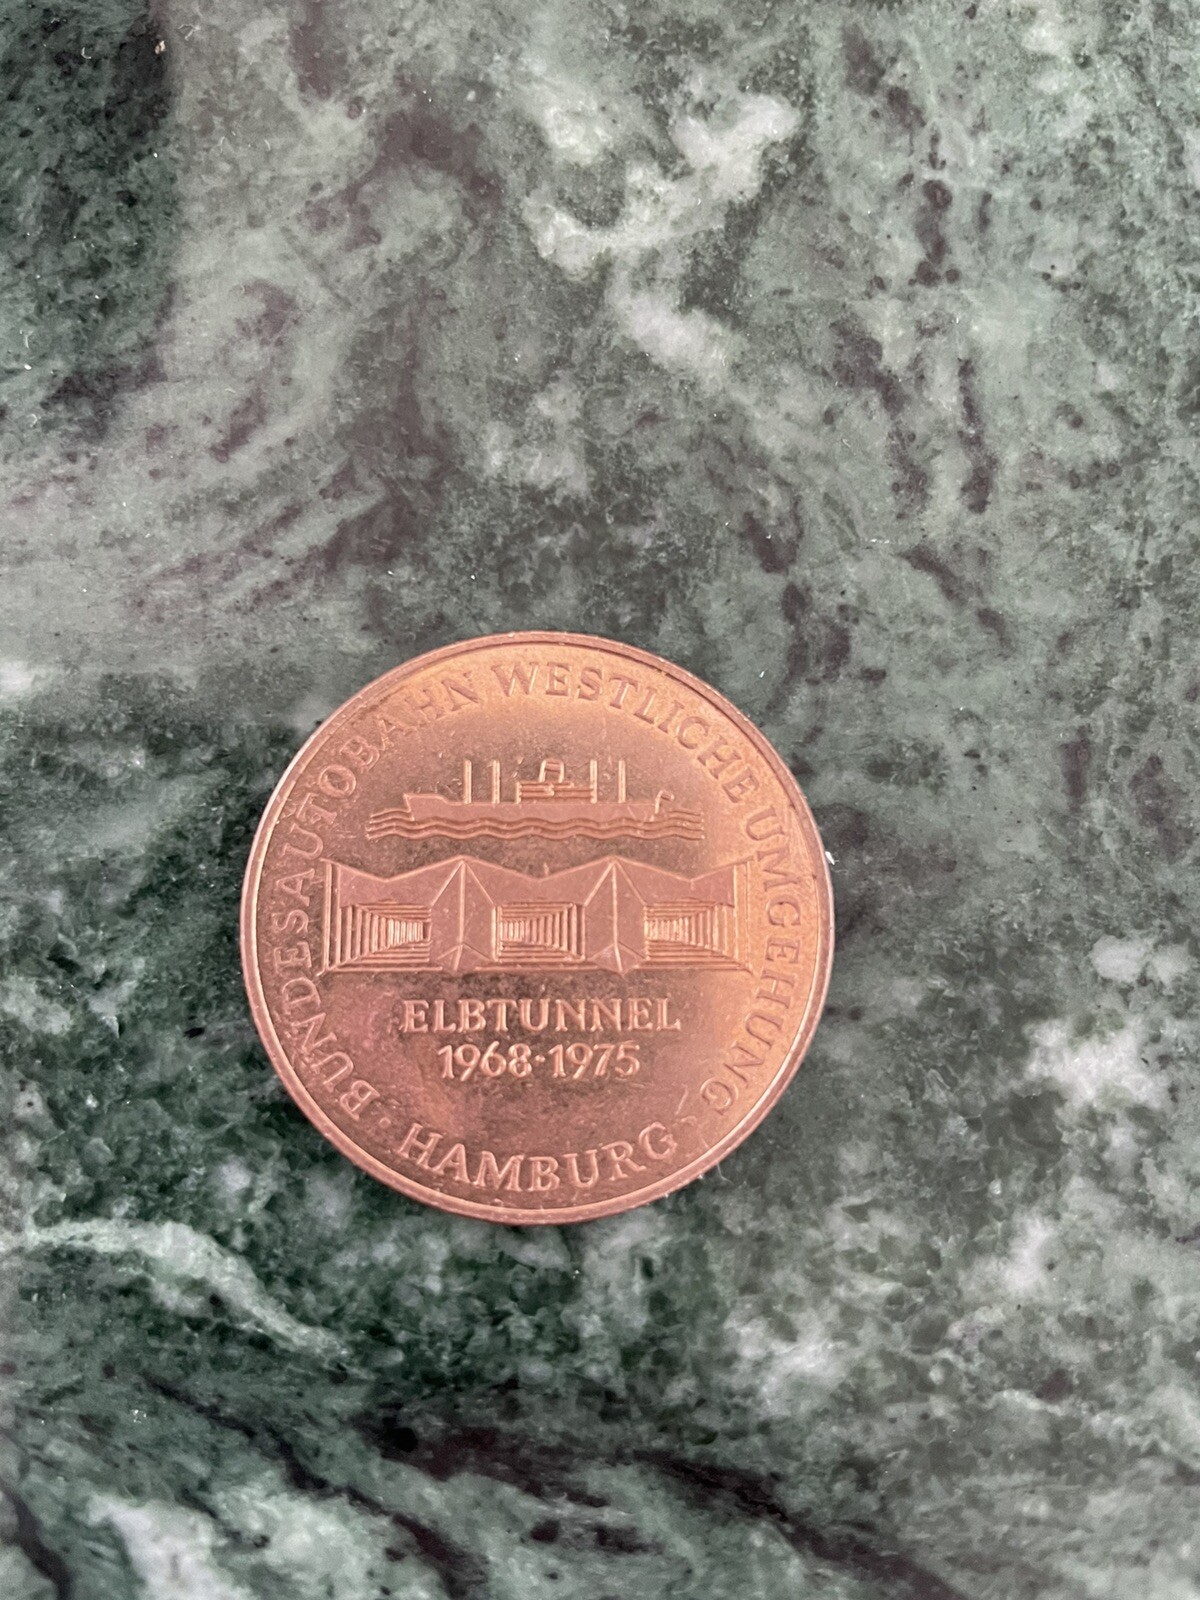 BUNDESAUTOBAHN WESTLICHE UMGEHUNG
ELBTUNNEL
1968-1975
· HAMBURG ·